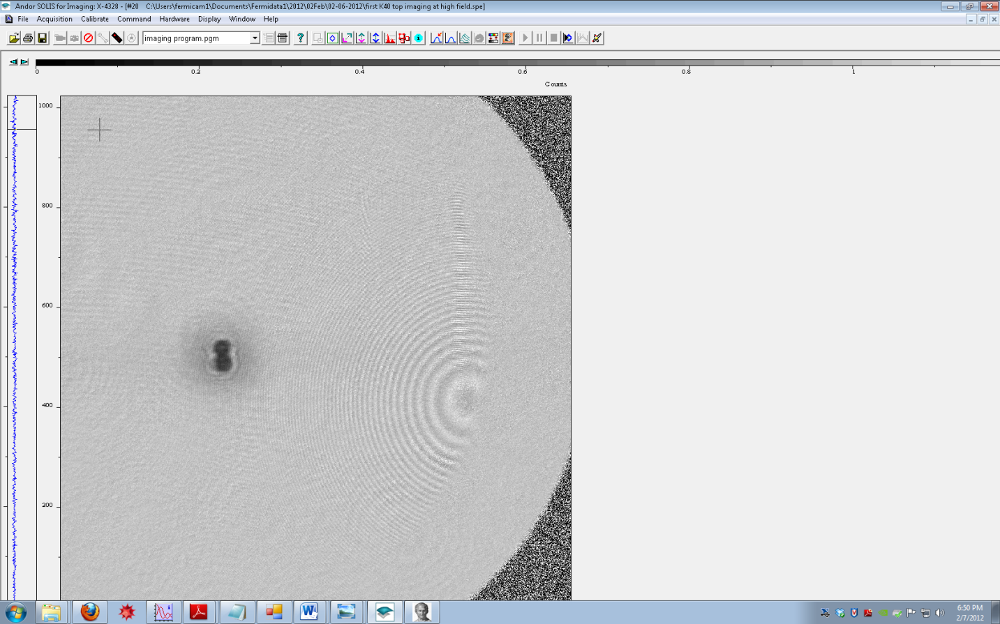 Andor SOLIS for Imaging: X-4328 - [#20 C:\Users\fermicam1\Documents\Fermidata1\2012\02Feb\02-06-2012\first K40 top imaging at high field.spe]
File Acquisition Calibrate Command Hardware Display Window Help
imaging program.pgm
0 0.2 0.4 0.6 0.8 1
Counts
1000
800
600
400
200
6:50 PM
2/7/2012